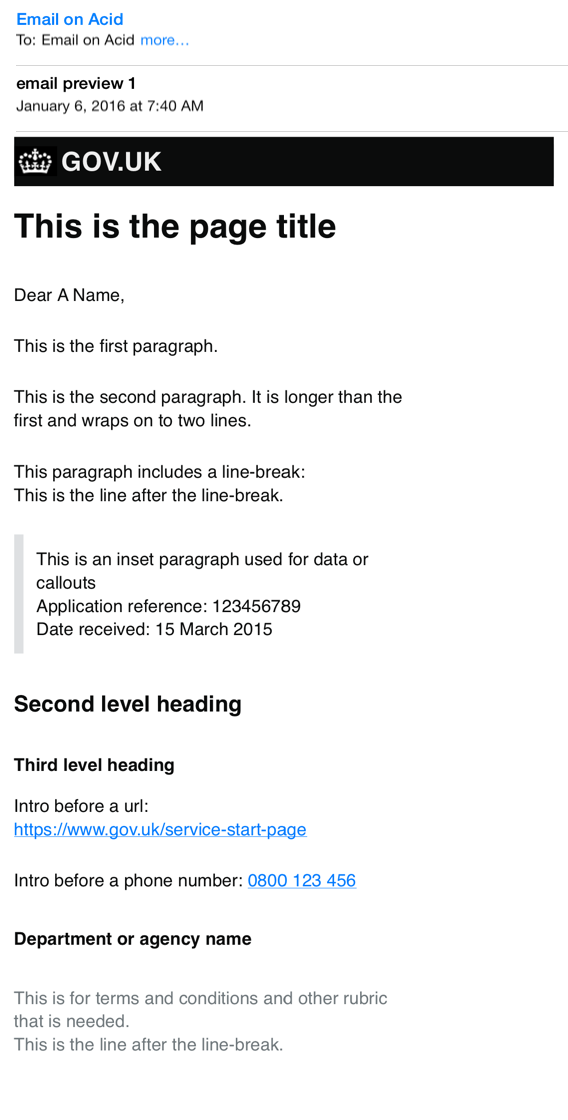 Email on Acid
To: Email on Acid more...
email preview 1
January 6, 2016 at 7:40 AM
GOV.UK
This is the page title
Dear A Name,
This is the first paragraph.
This is the second paragraph. It is longer than the
first and wraps on to two lines.
This paragraph includes a line-break:
This is the line after the line-break.
This is an inset paragraph used for data or
callouts
Application reference: 123456789
Date received: 15 March 2015
Second level heading
Third level heading
Intro before a url:
https://www.gov.uk/service-start-page
Intro before a phone number: 0800 123 456
Department or agency name
This is for terms and conditions and other rubric
that is needed.
This is the line after the line-break.